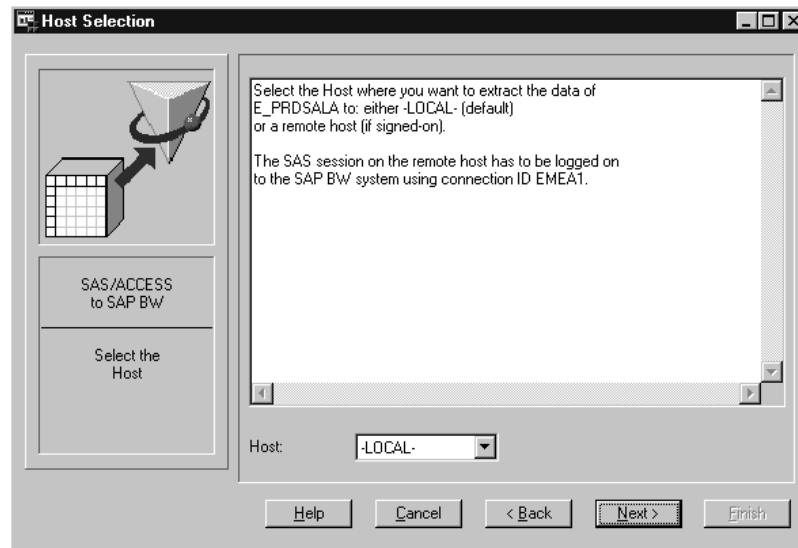 Host Selection
Select the Host where you want to extract the data of
E_PRDSALA to: either -LOCAL- (default)
or a remote host (if signed-on).
The SAS session on the remote host has to be logged on
to the SAP BW system using connection ID EMEA1.
SAS/ACCESS
to SAP BW
Select the
Host
Host:
-LOCAL-
Help
Cancel
< Back
Next >
Finish